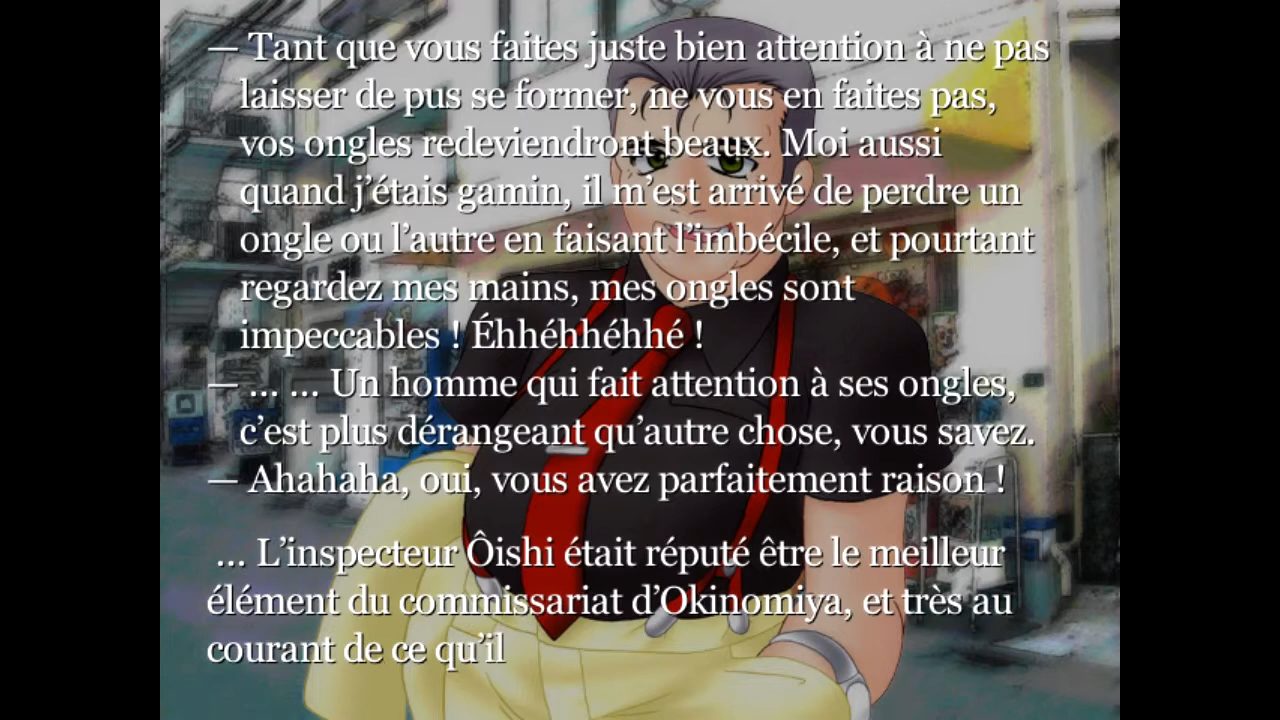 — Tant que vous faites juste bien attention à ne pas
laisser de pus se former, ne vous en faites pas,
vos ongles redeviendront beaux. Moi aussi
quand j’étais gamin, il m’est arrivé de perdre un
ongle ou l’autre en faisant l’imbécile, et pourtant
regardez mes mains, mes ongles sont
impeccables ! Éhhéhhéhhé !
— ... ... Un homme qui fait attention à ses ongles,
c’est plus dérangeant qu’autre chose, vous savez.
— Ahahaha, oui, vous avez parfaitement raison !
... L’inspecteur Ôishi était réputé être le meilleur
élément du commissariat d’Okinomiya, et très au
courant de ce qu’il